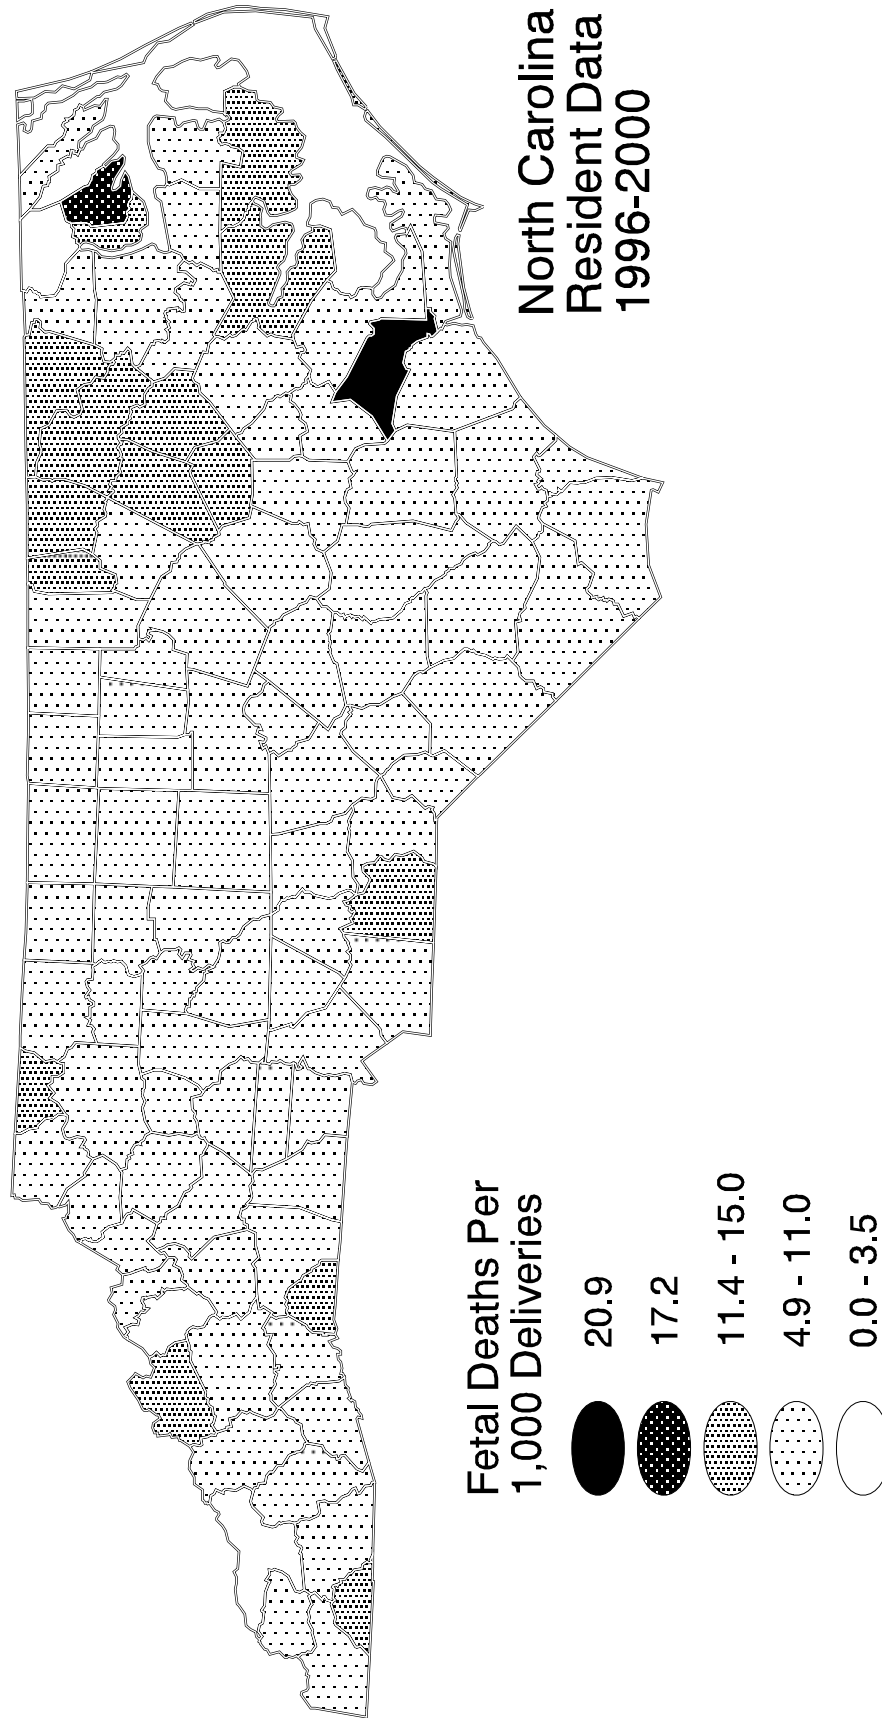 North Carolina
Resident Data
1996-2000
Fetal Deaths Per
1,000 Deliveries
20.9
17.2
11.4 - 15.0
4.9 - 11.0
0.0 - 3.5